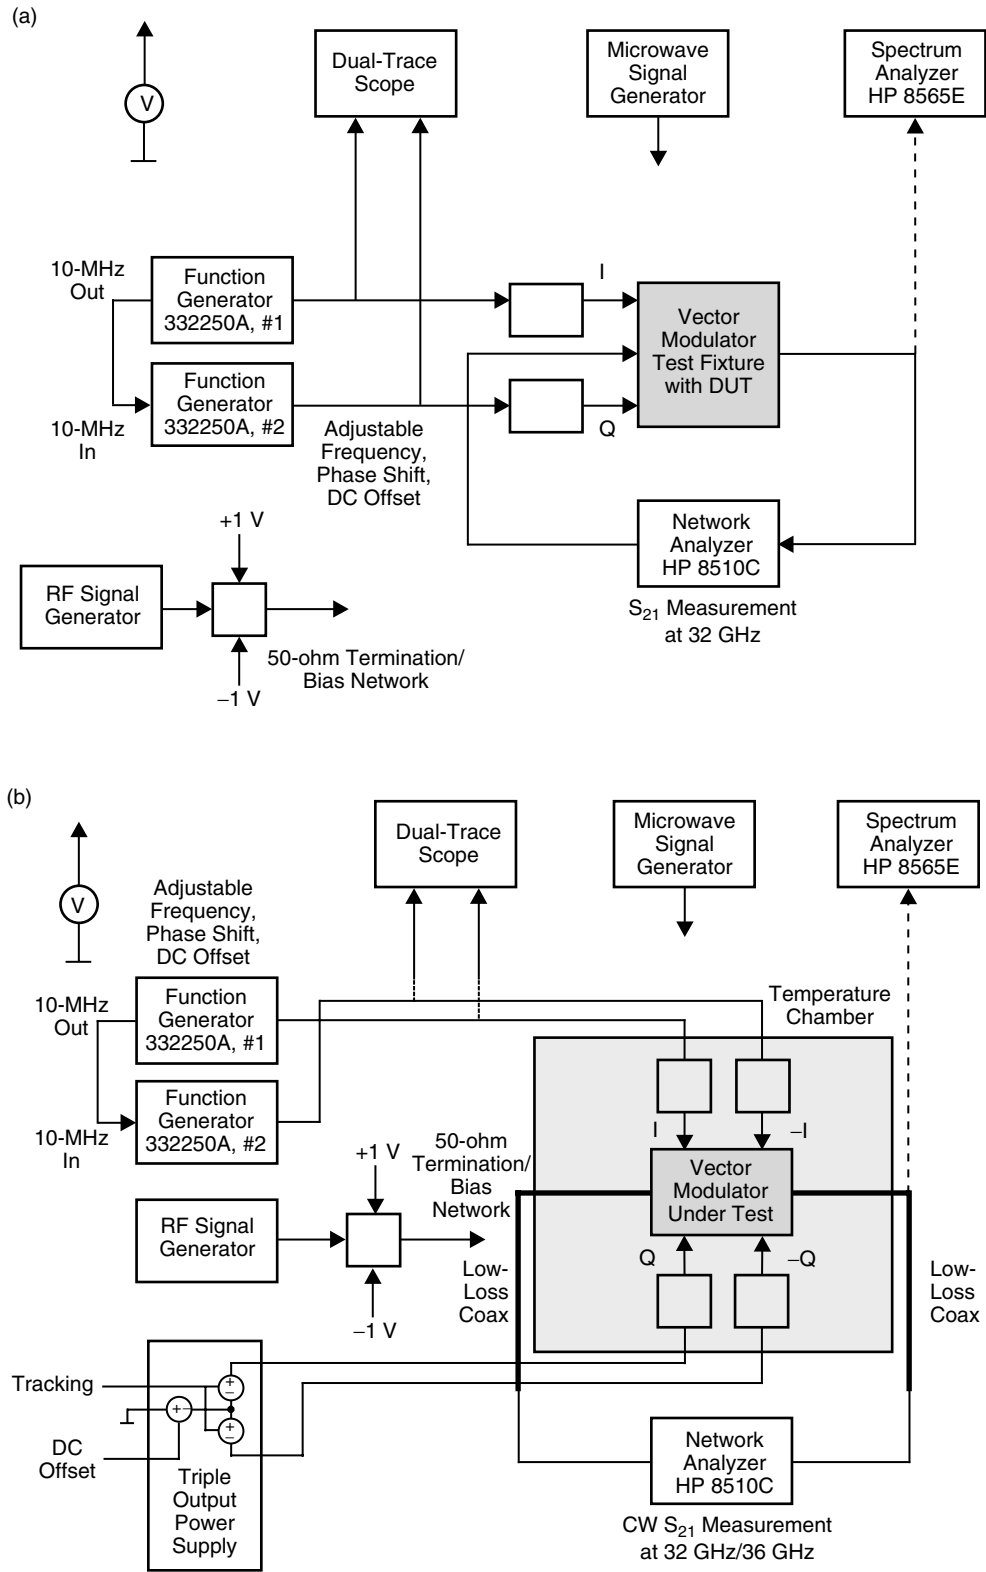 (a)
V
Dual-Trace
Scope
Microwave
Signal
Generator
Spectrum
Analyzer
HP 8565E
10-MHz
Out
Function
Generator
332250A, #1
I
Vector
Modulator
Test Fixture
with DUT
10-MHz
In
Function
Generator
332250A, #2
Adjustable
Frequency,
Phase Shift,
DC Offset
Q
+1 V
RF Signal
Generator
−1 V
50-ohm Termination/
Bias Network
Network
Analyzer
HP 8510C
S21 Measurement
at 32 GHz
(b)
V
Adjustable
Frequency,
Phase Shift,
DC Offset
Dual-Trace
Scope
Microwave
Signal
Generator
Spectrum
Analyzer
HP 8565E
10-MHz
Out
Function
Generator
332250A, #1
Temperature
Chamber
10-MHz
In
Function
Generator
332250A, #2
I
−I
Vector
Modulator
Under Test
Q
−Q
+1 V
50-ohm
Termination/
Bias
Network
RF Signal
Generator
−1 V
Low-
Loss
Coax
Low-
Loss
Coax
Tracking
+
−
+−
+
−
DC
Offset
Triple
Output
Power
Supply
Network
Analyzer
HP 8510C
CW S21 Measurement
at 32 GHz/36 GHz